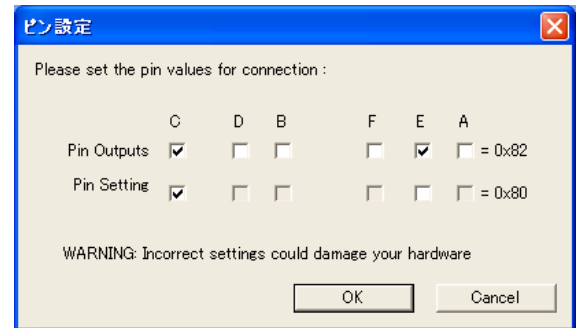 ピン設定
Please set the pin values for connection :
C D B F E A
Pin Outputs = 0x82
Pin Setting = 0x80
WARNING: Incorrect settings could damage your hardware
OK Cancel